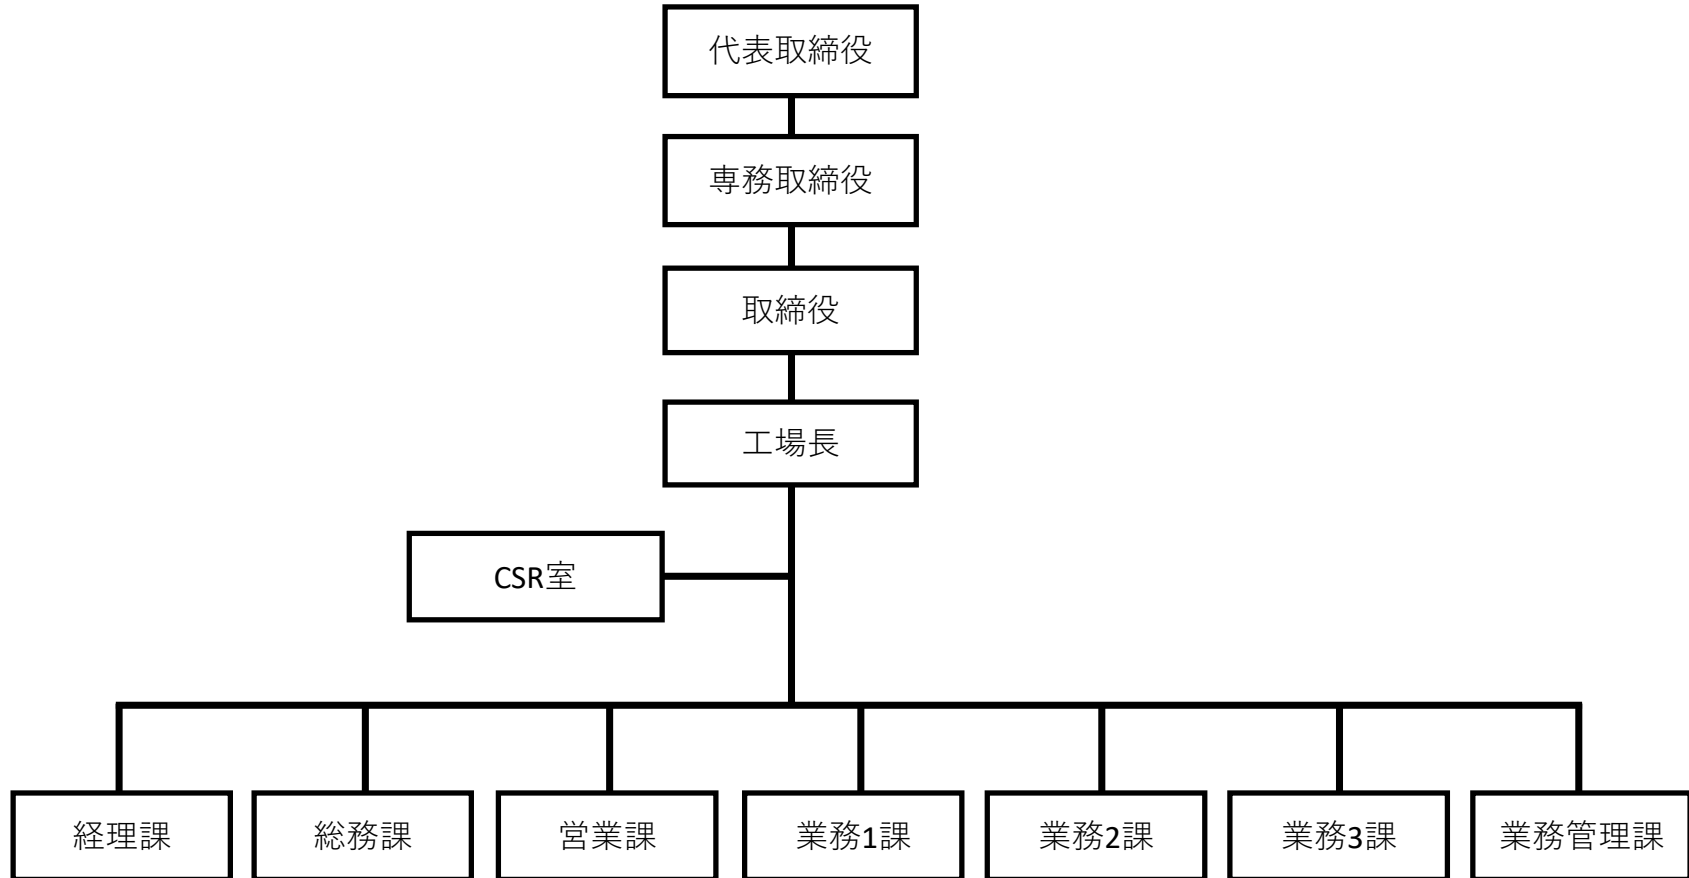 代表取締役
専務取締役
取締役
工場長
CSR室
経理課
総務課
営業課
業務1課
業務2課
業務3課
業務管理課